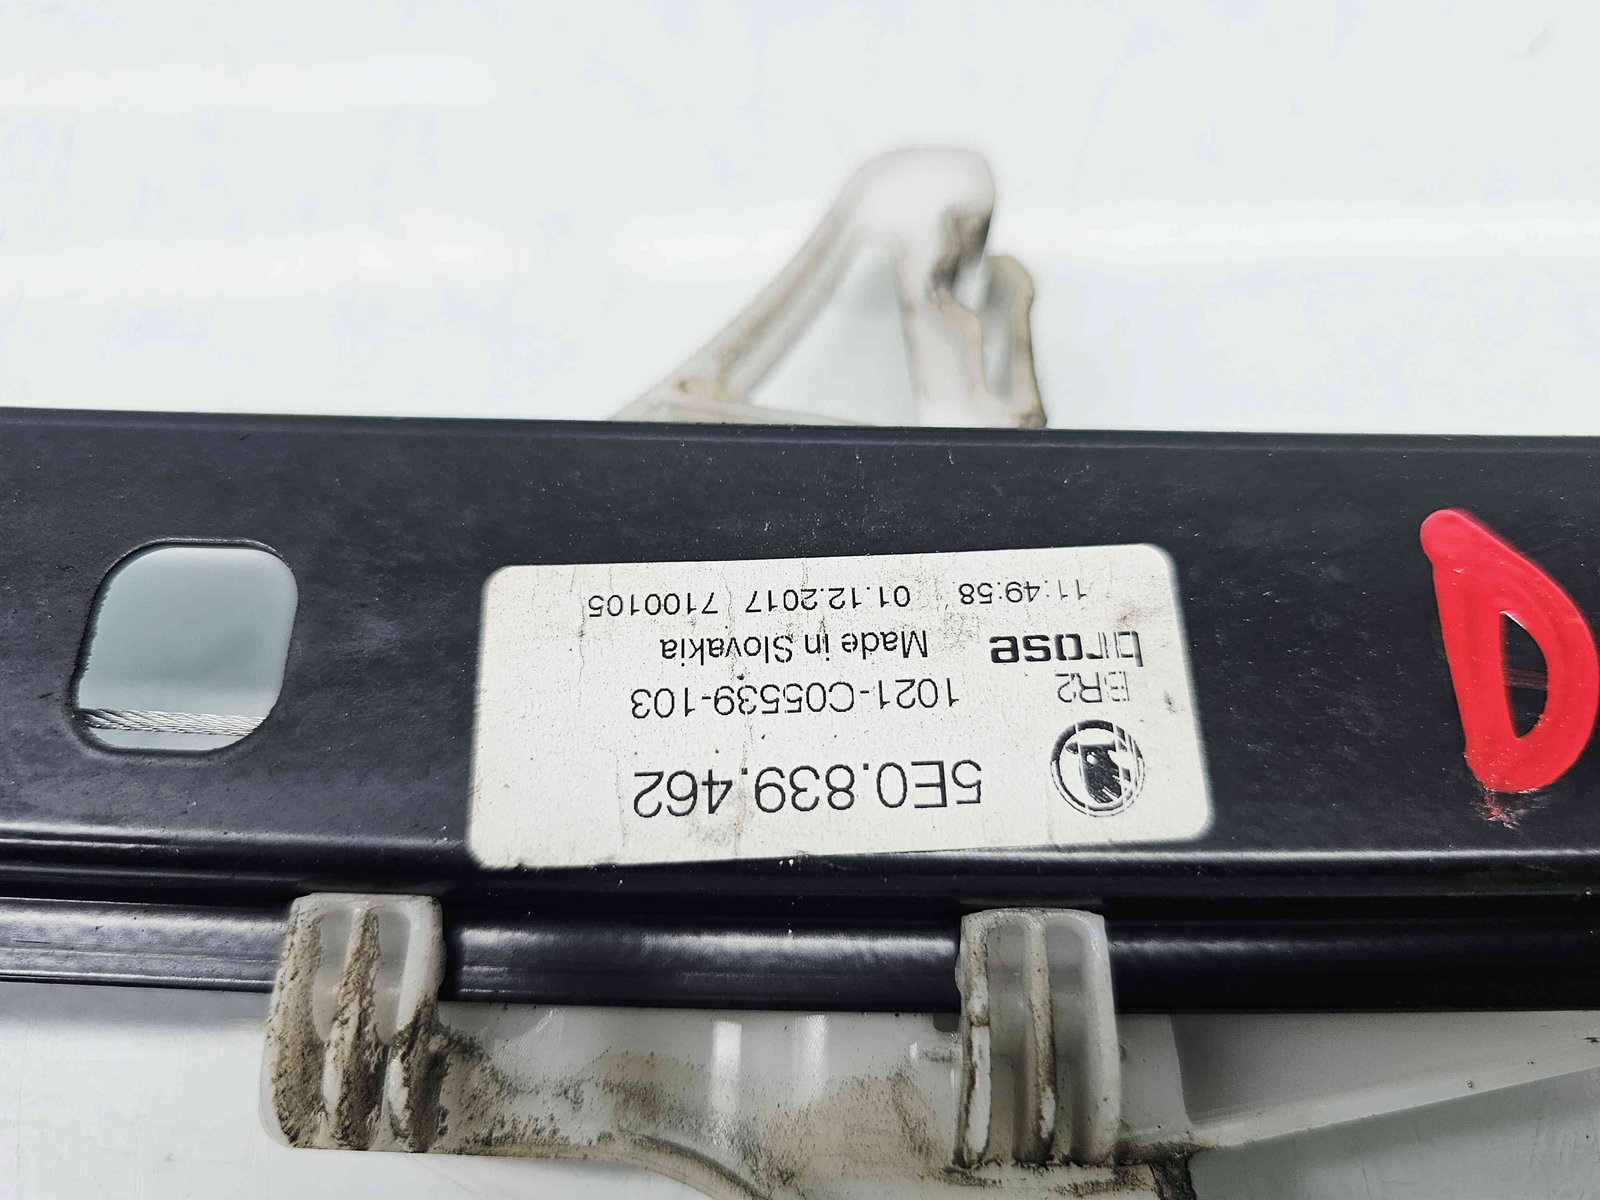 5E0.839.462
BR2 1021-C05539-103
brose Made in Slovakia
11:49:58 01.12.2017 7100105
D